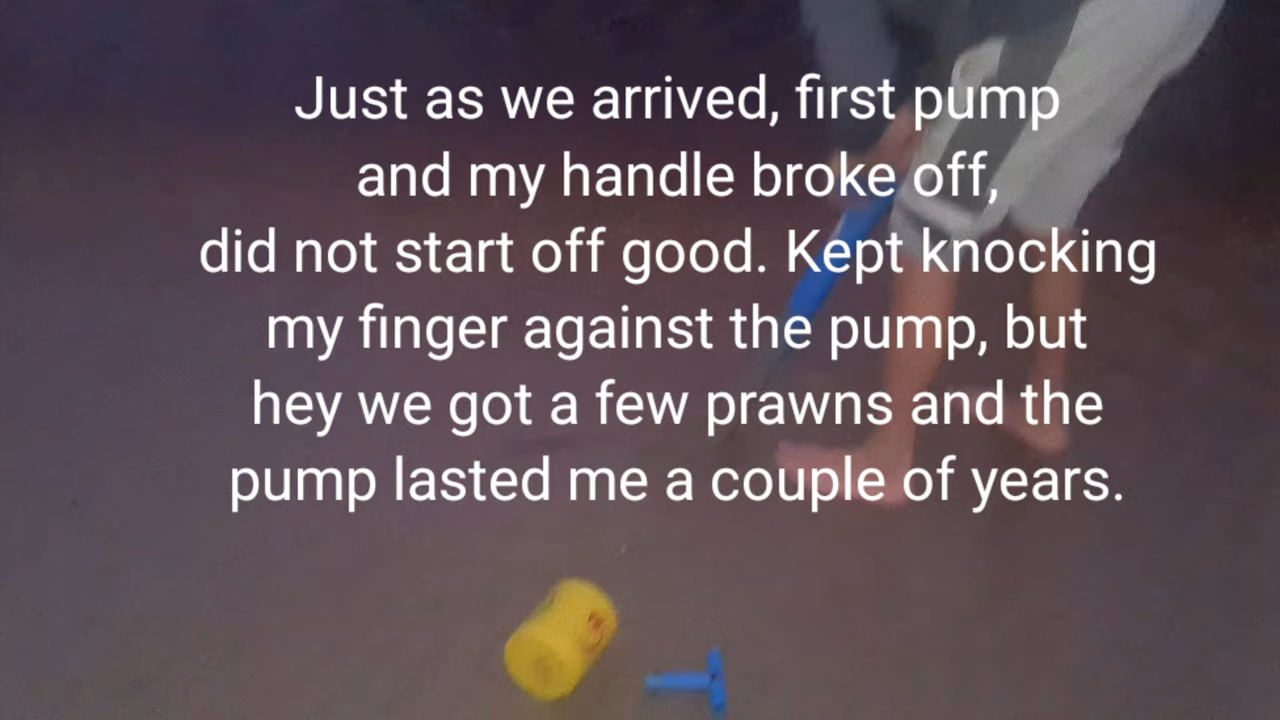 Just as we arrived, first pump
and my handle broke off,
did not start off good. Kept knocking
my finger against the pump, but
hey we got a few prawns and the
pump lasted me a couple of years.